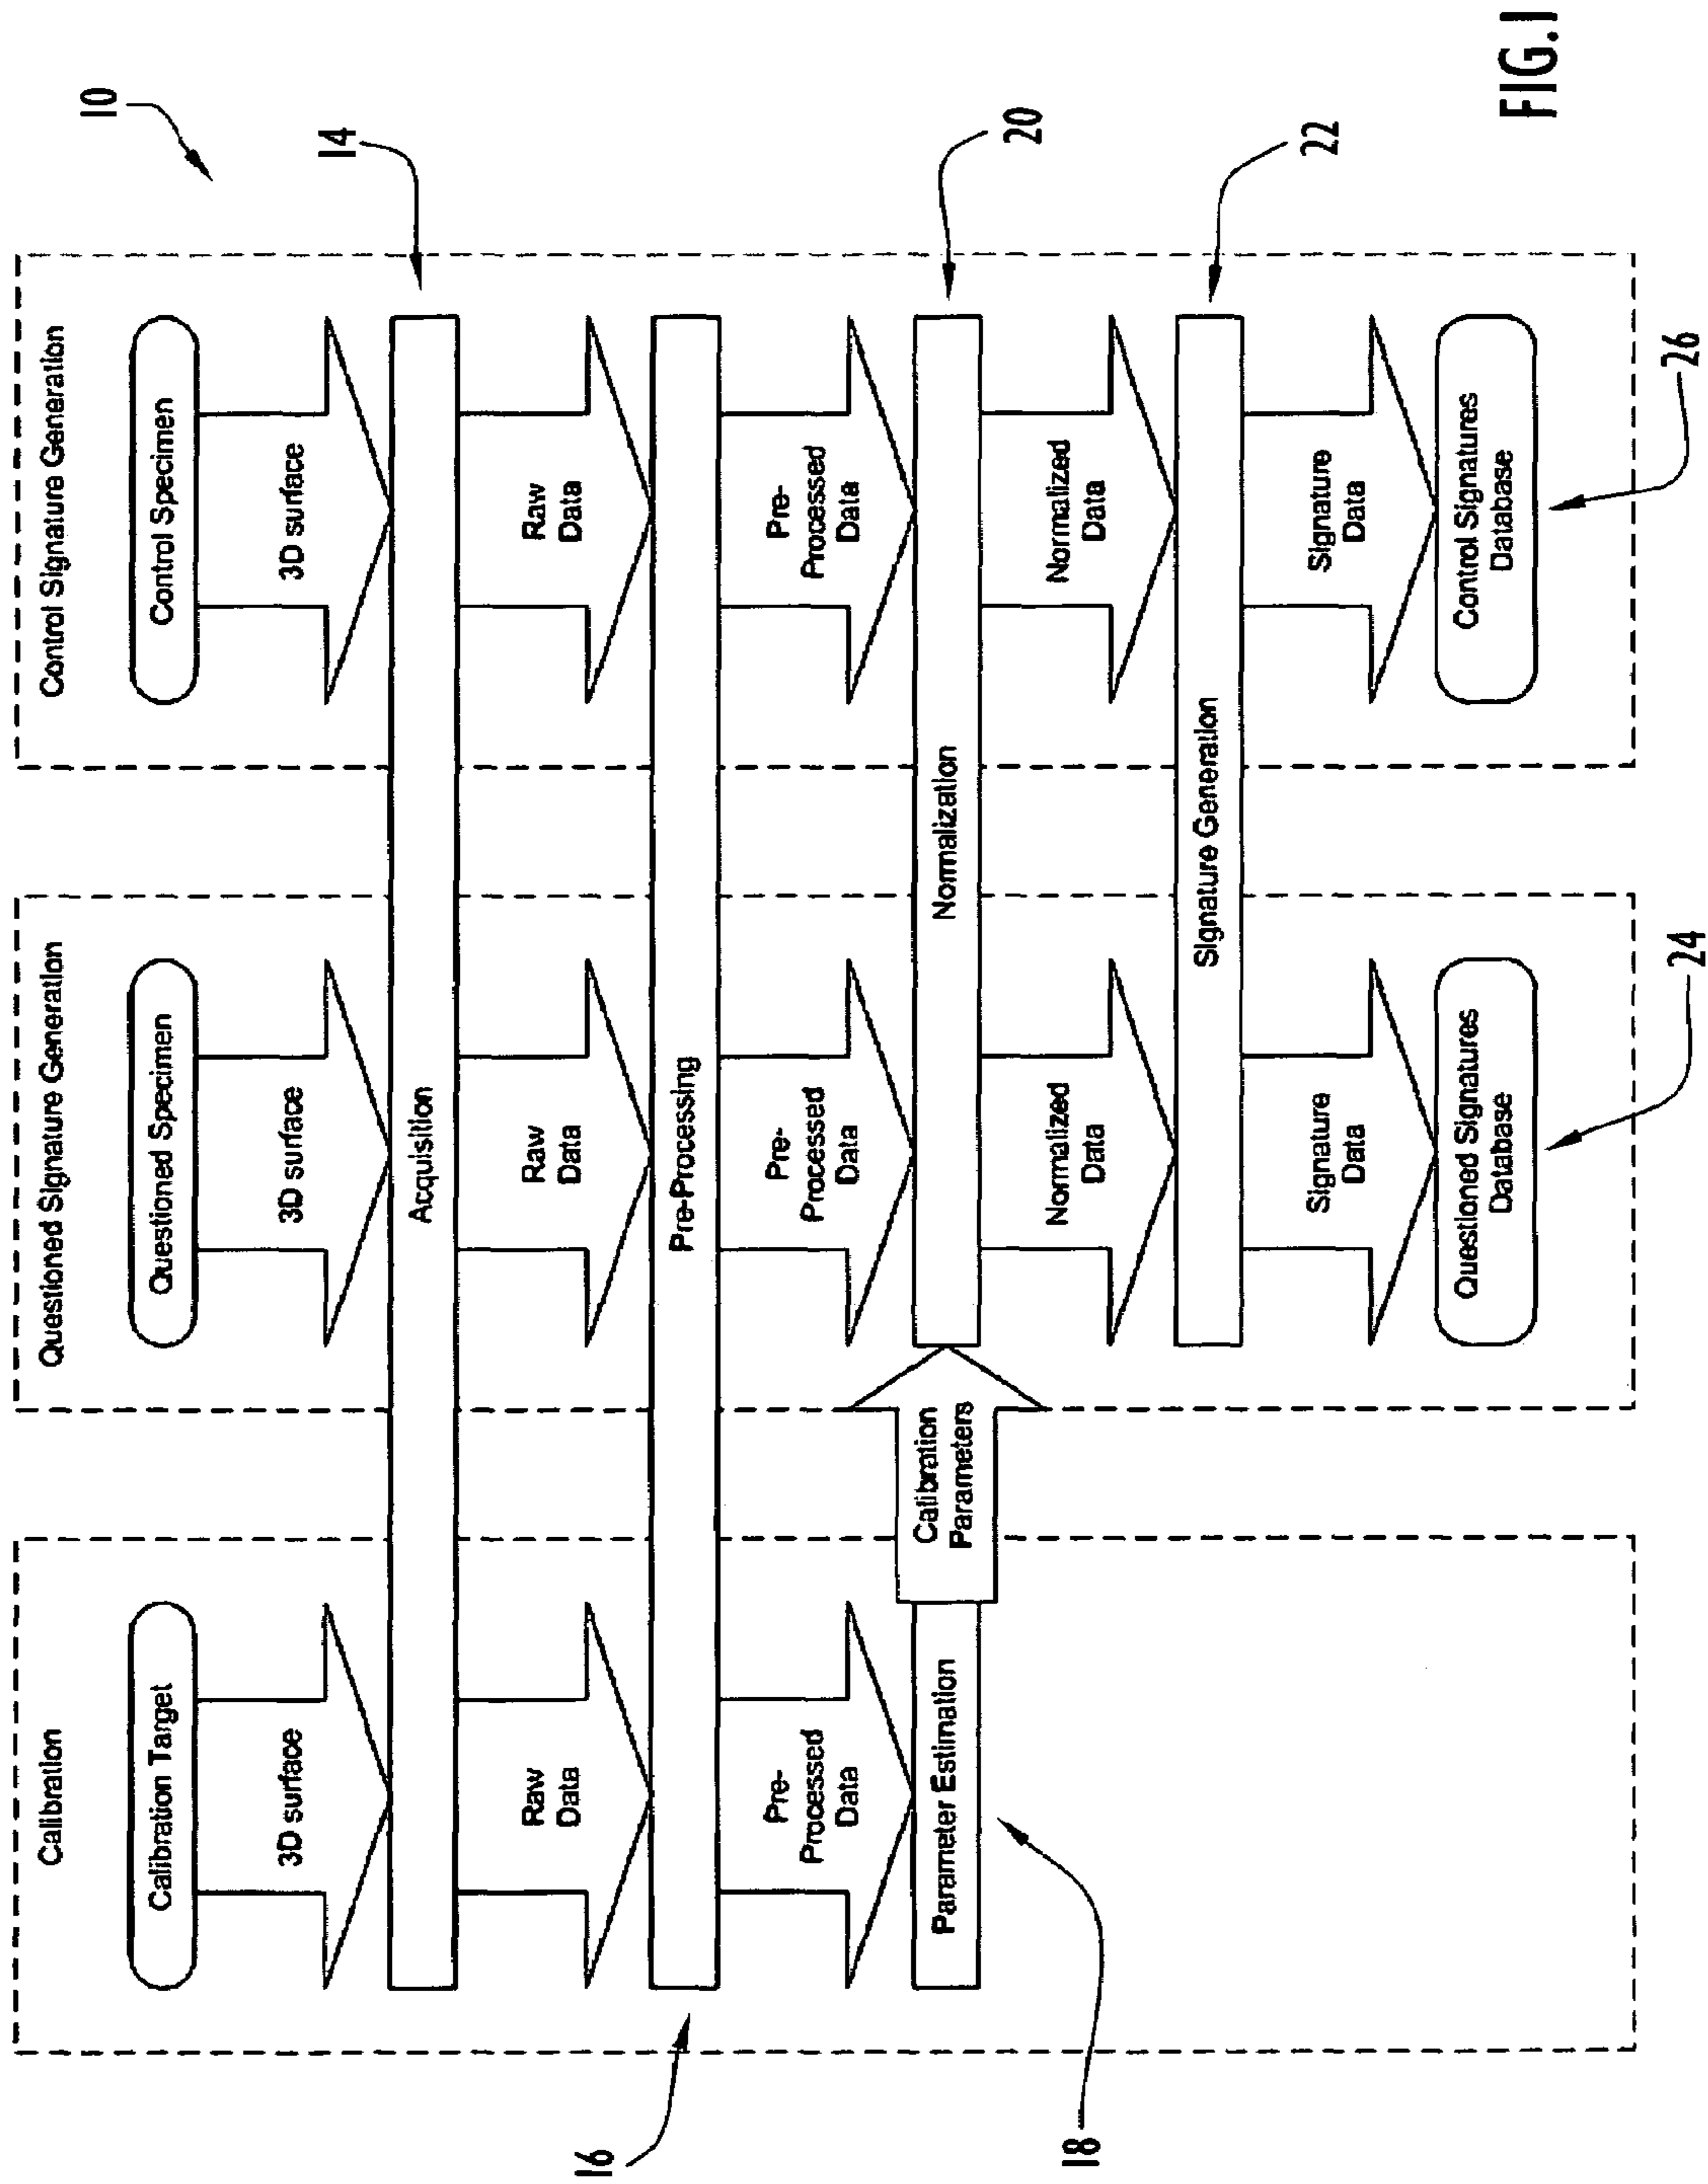 10
Calibration
Questioned Signature Generation
Control Signature Generation
Calibration Target
Questioned Specimen
Control Specimen
3D surface
3D surface
3D surface
14
Acquisition
Raw
Data
Raw
Data
Raw
Data
16
Pre-Processing
Pre-
Processed
Data
Pre-
Processed
Data
Pre-
Processed
Data
Parameter Estimation
18
Calibration
Parameters
Normalization
20
Normalized
Data
Normalized
Data
Signature Generation
22
Signature
Data
Signature
Data
Questioned Signatures
Database
Control Signatures
Database
24
26
FIG.1